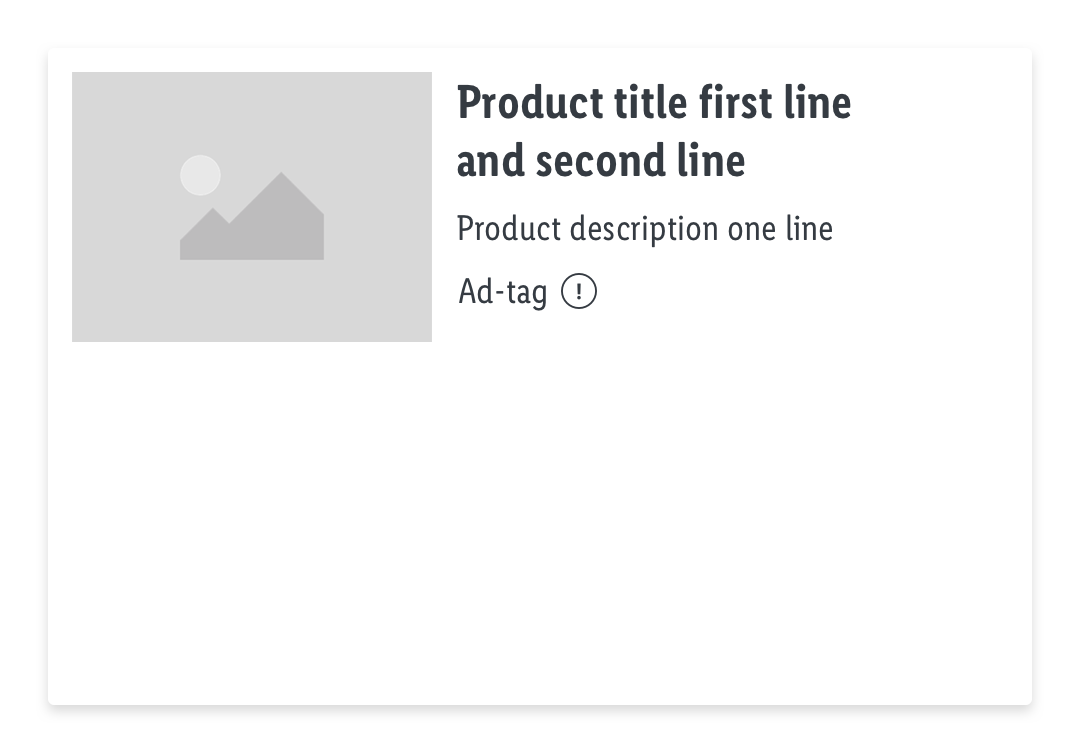 Product title first line
and second line
Product description one line
Ad-tag !